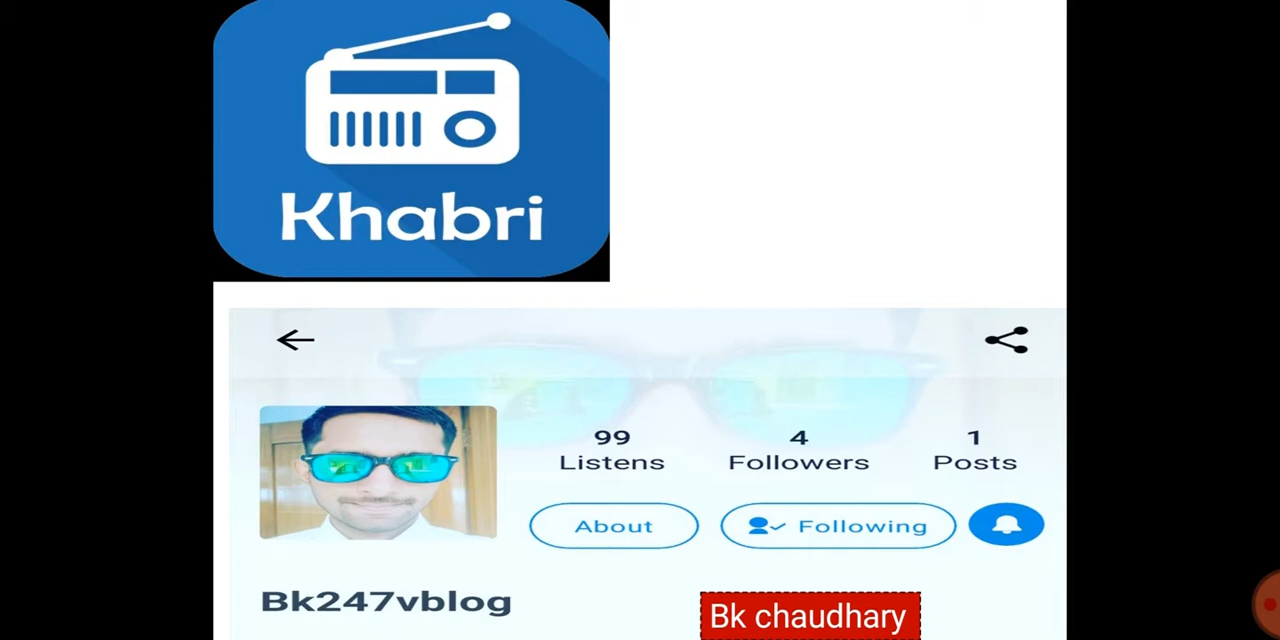 Khabri
99 4 1
Listens Followers Posts
About Following
Bk247vblog
Bk chaudhary